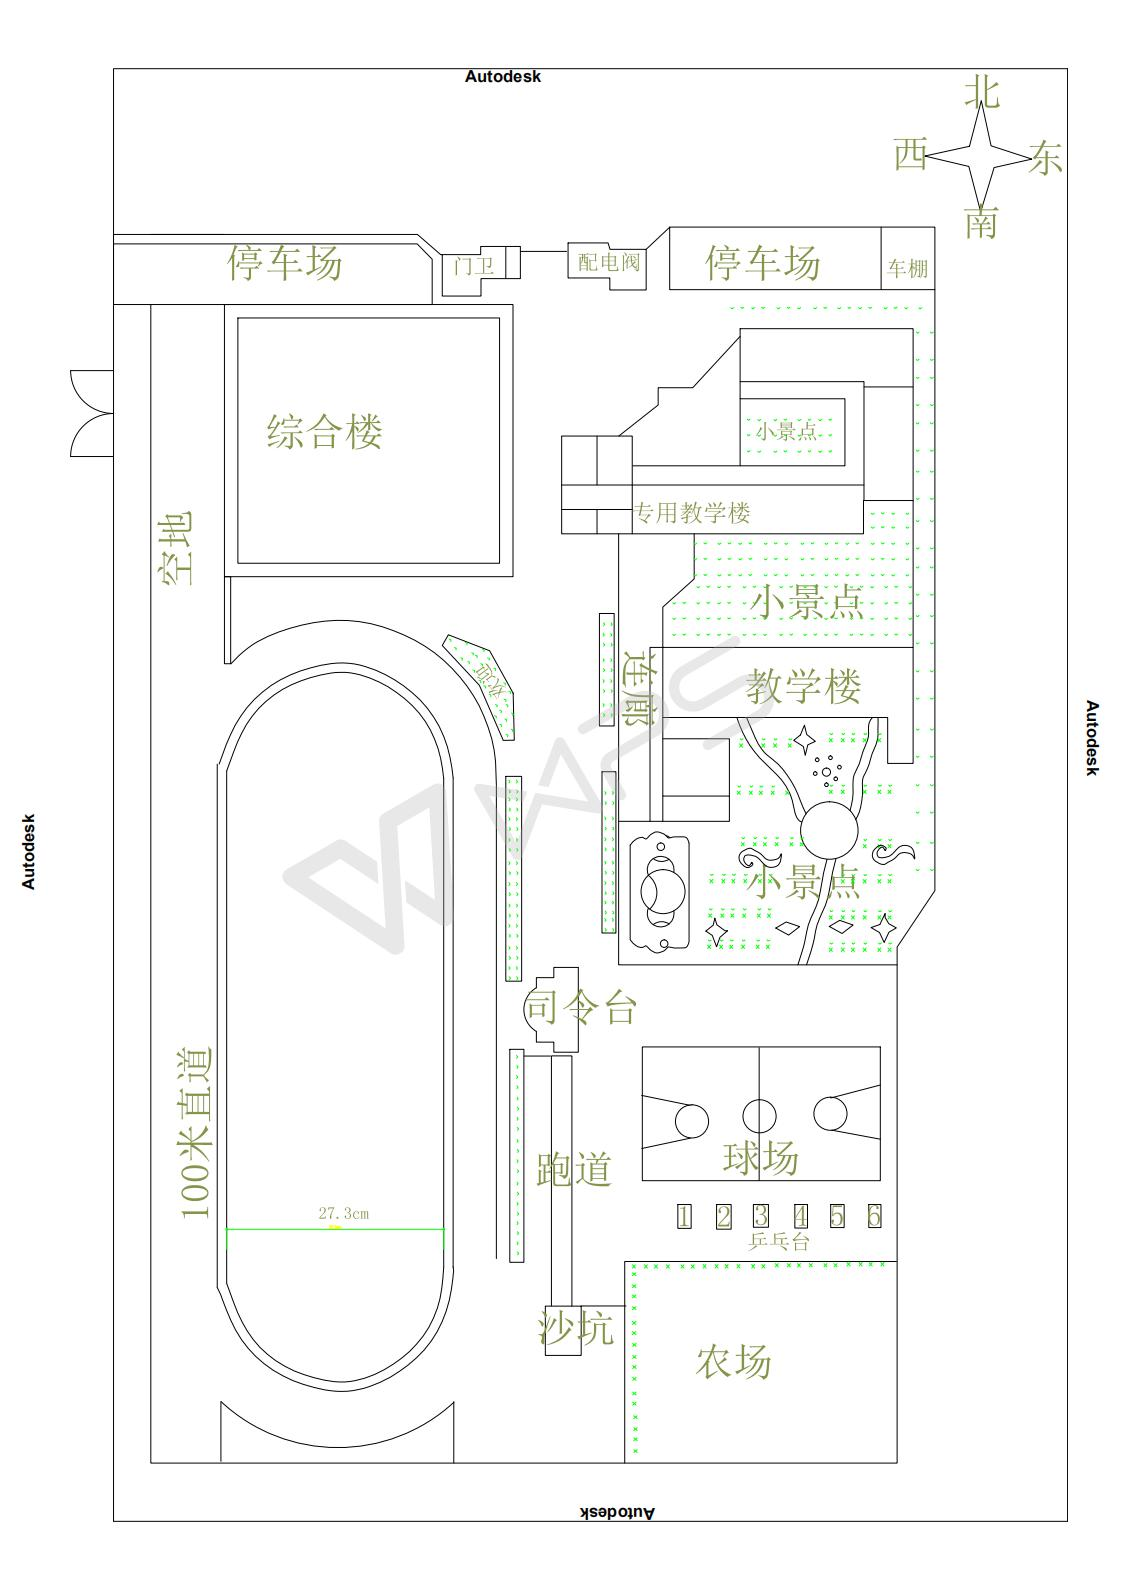 Autodesk
北
西
东
南
停车场
门卫
配电阀
停车场
车棚
综合楼
小景点
专用教学楼
空地
小景点
连廊
教学楼
WPS
Autodesk
Autodesk
小景点
司令台
100米直道
跑道
球场
27.3cm
1 2 3 4 5 6
乒乓台
沙坑
农场
Autodesk